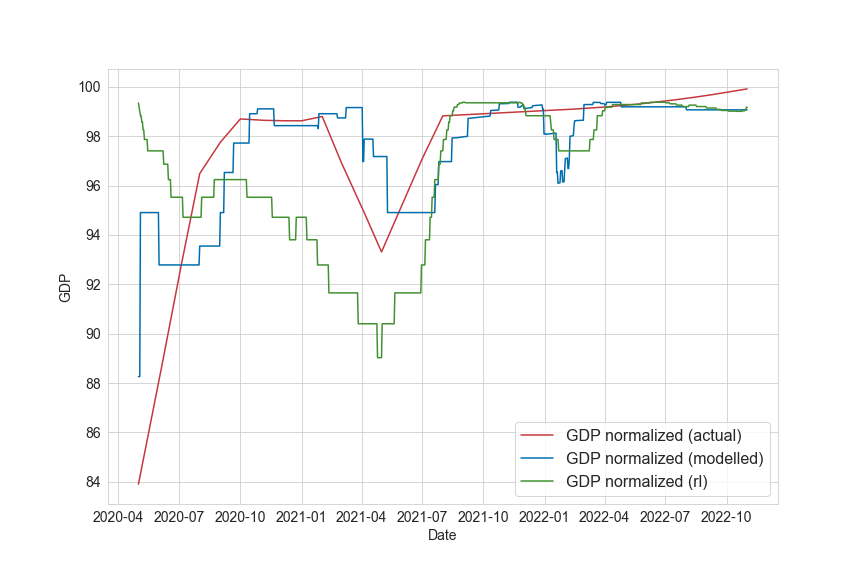 100
98
96
94
92
90
88
86
84
GDP
GDP normalized (actual)
GDP normalized (modelled)
GDP normalized (rl)
2020-04 2020-07 2020-10 2021-01 2021-04 2021-07 2021-10 2022-01 2022-04 2022-07 2022-10
Date